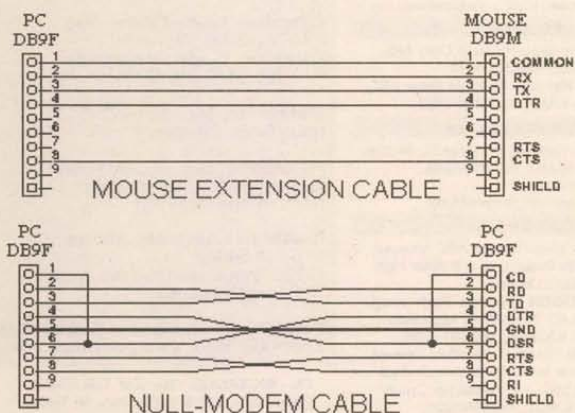 PC
DB9F
MOUSE
DB9M
1
2
3
4
5
6
7
8
9
1
2
3
4
5
6
7
8
9
COMMON
RX
TX
DTR
RTS
CTS
SHIELD
MOUSE EXTENSION CABLE
PC
DB9F
PC
DB9F
1
2
3
4
5
6
7
8
9
1
2
3
4
5
6
7
8
9
CD
RD
TD
DTR
GND
DSR
RTS
CTS
RI
SHIELD
NULL-MODEM CABLE